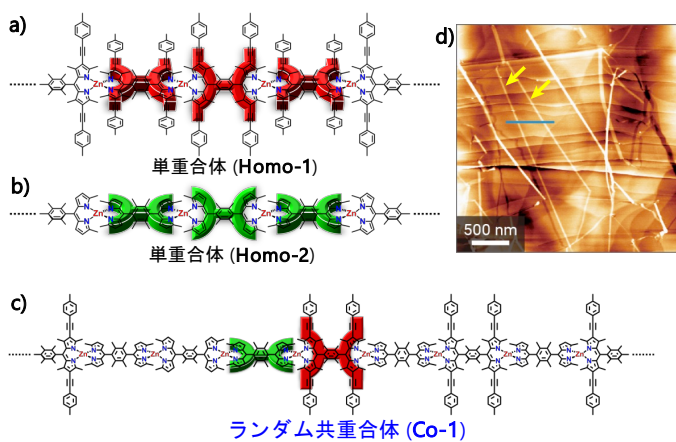 a)
単重合体 (Homo-1)
b)
単重合体 (Homo-2)
c)
ランダム共重合体 (Co-1)
d)
500 nm